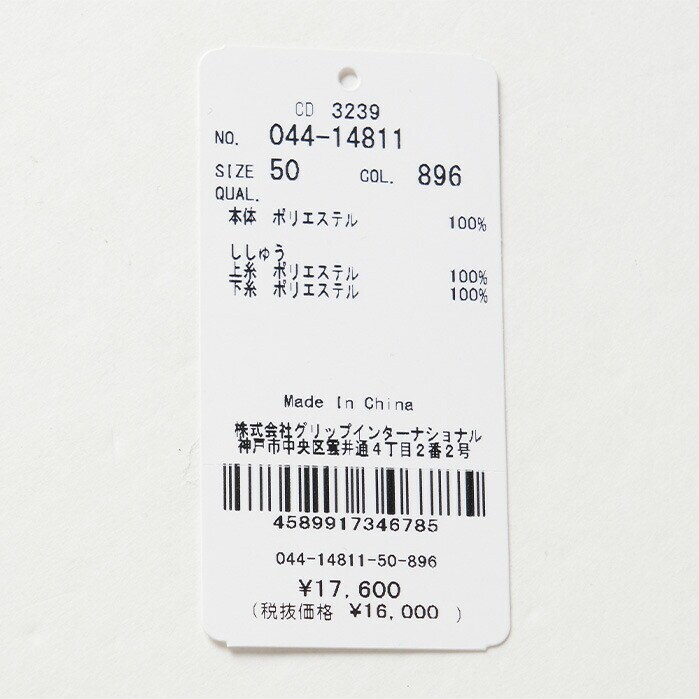 CD 3239
NO. 044-14811
SIZE 50 COL. 896
QUAL.
本体 ポリエステル 100%
ししゅう
上糸 ポリエステル 100%
下糸 ポリエステル 100%
Made In China
株式会社グリップインターナショナル
神戸市中央区雲井通4丁目2番2号
4589917346785
044-14811-50-896
¥17,600
(税抜価格 ¥16,000 )